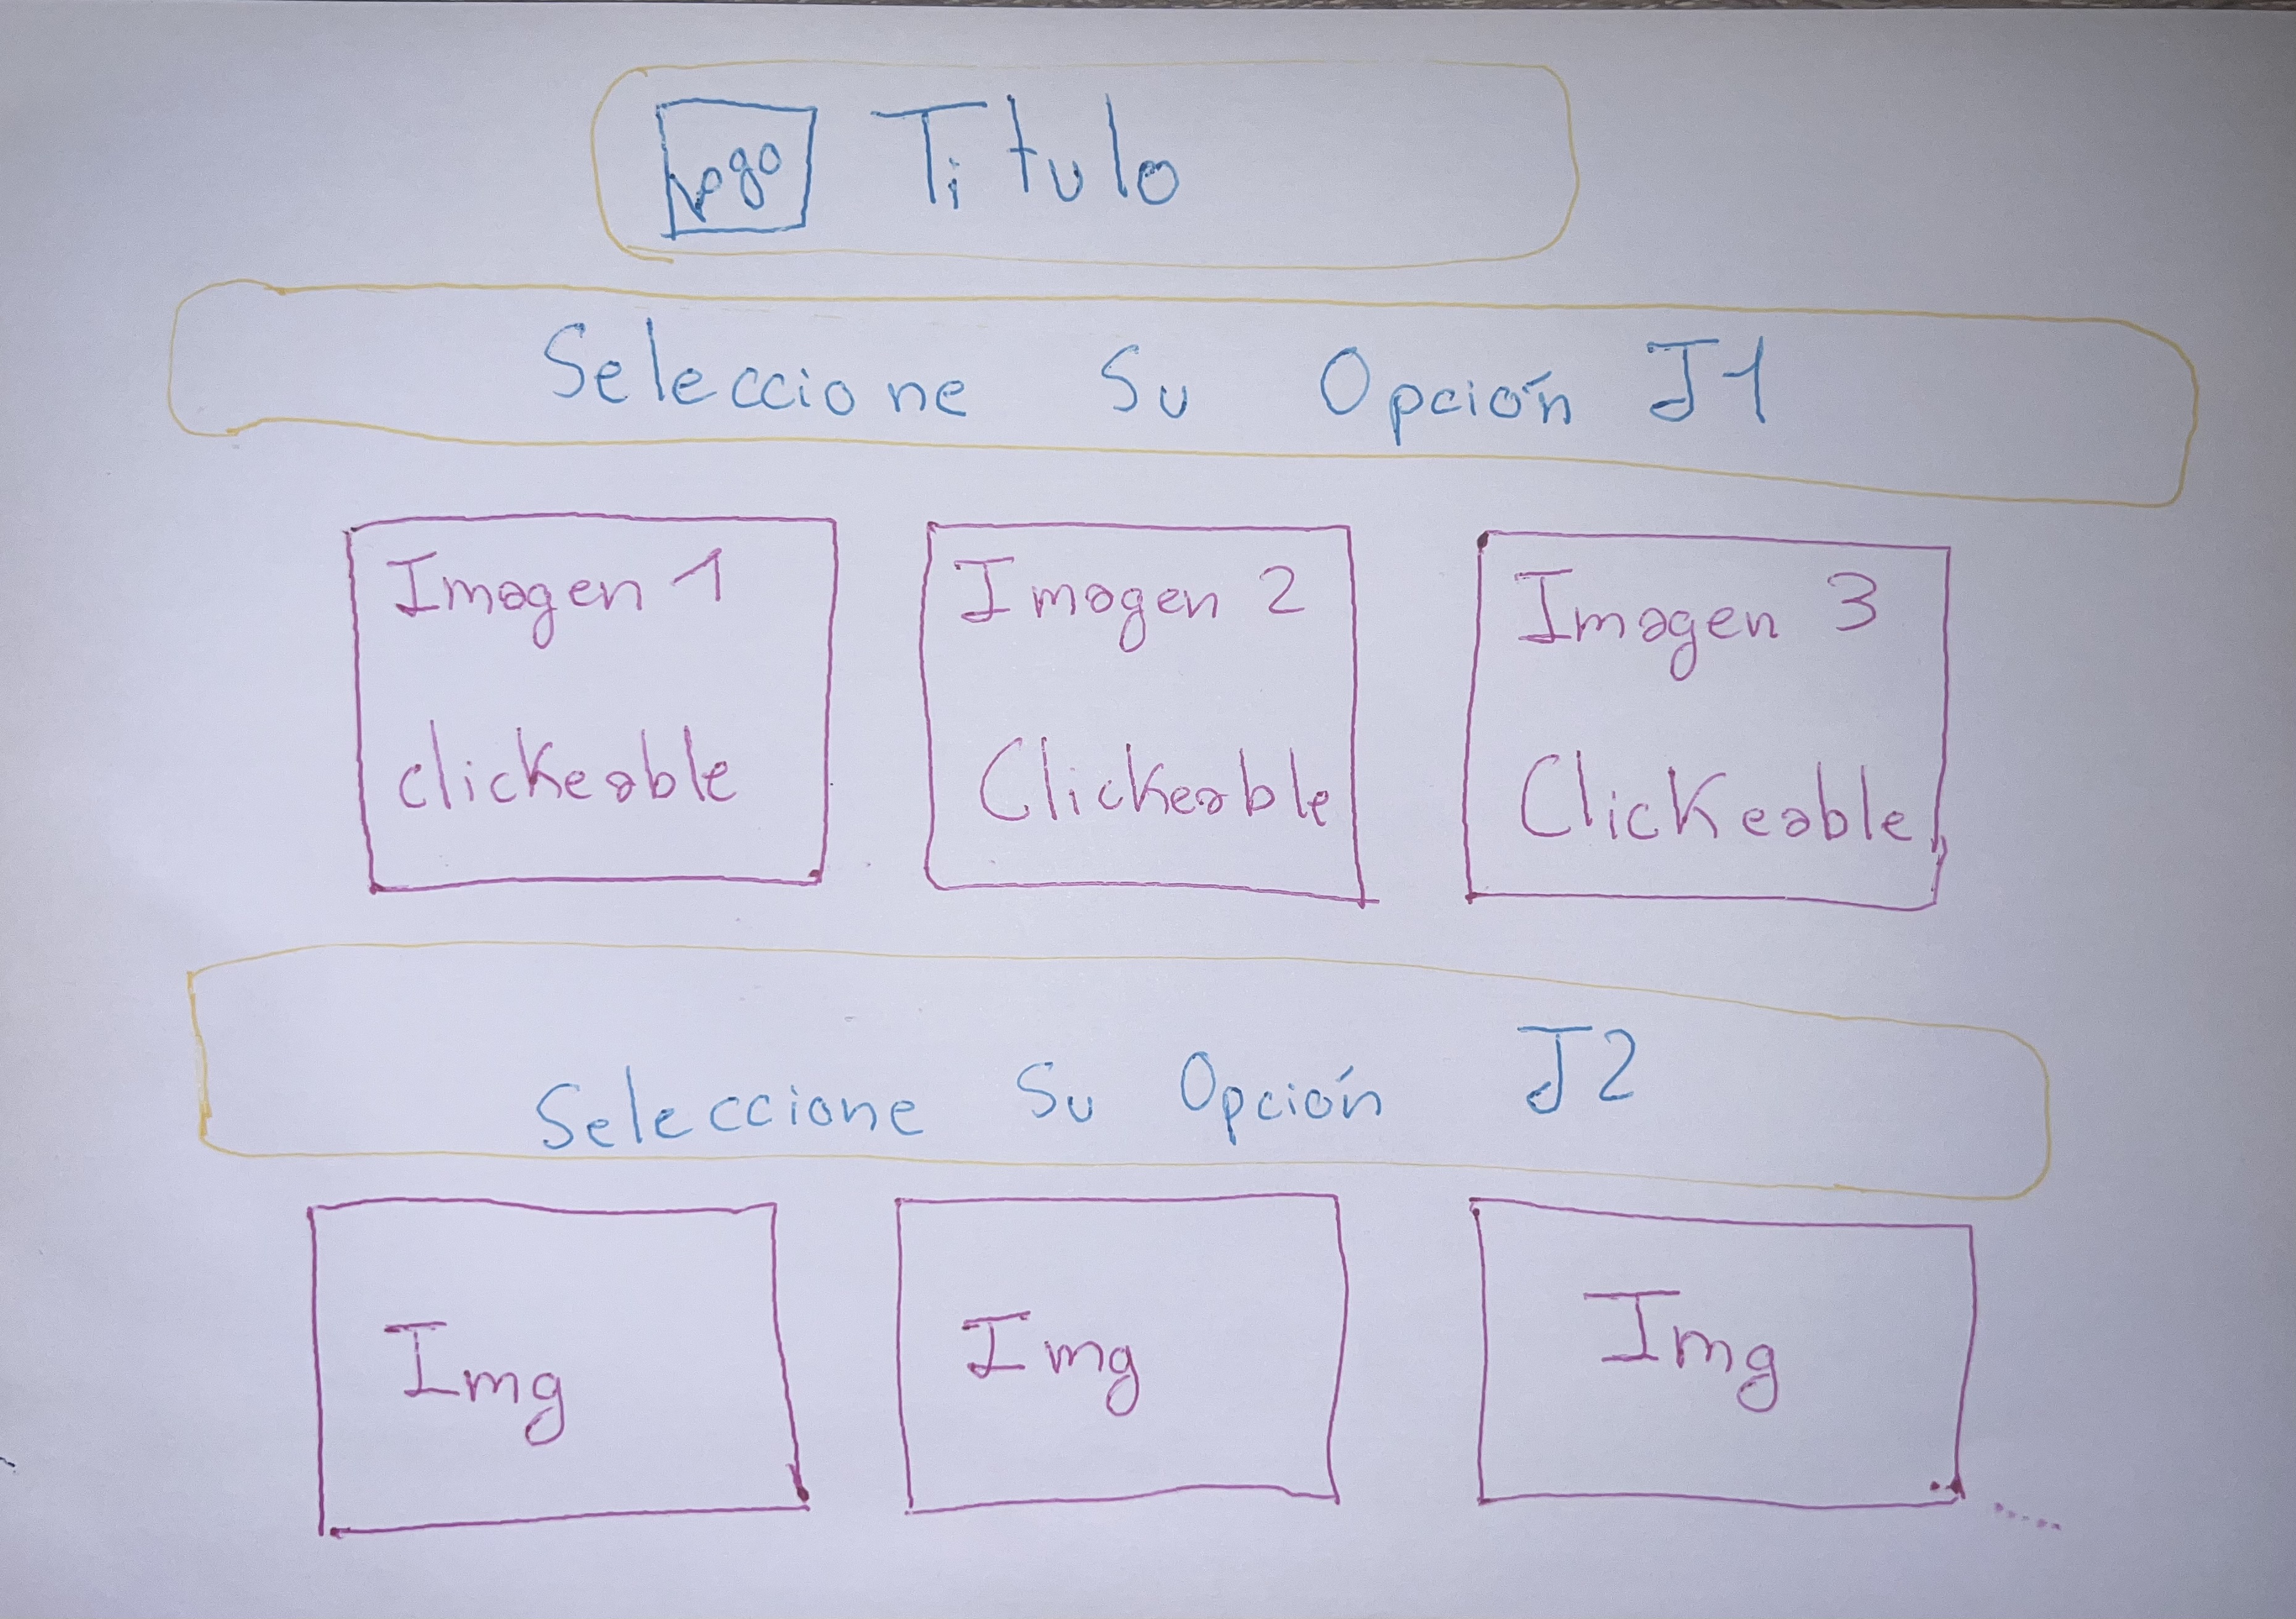 Logo Titulo
Seleccione Su Opción J1
Imagen 1 Imagen 2 Imagen 3
clickeable Clickeable Clickeable
Seleccione Su Opción J2
Img Img Img